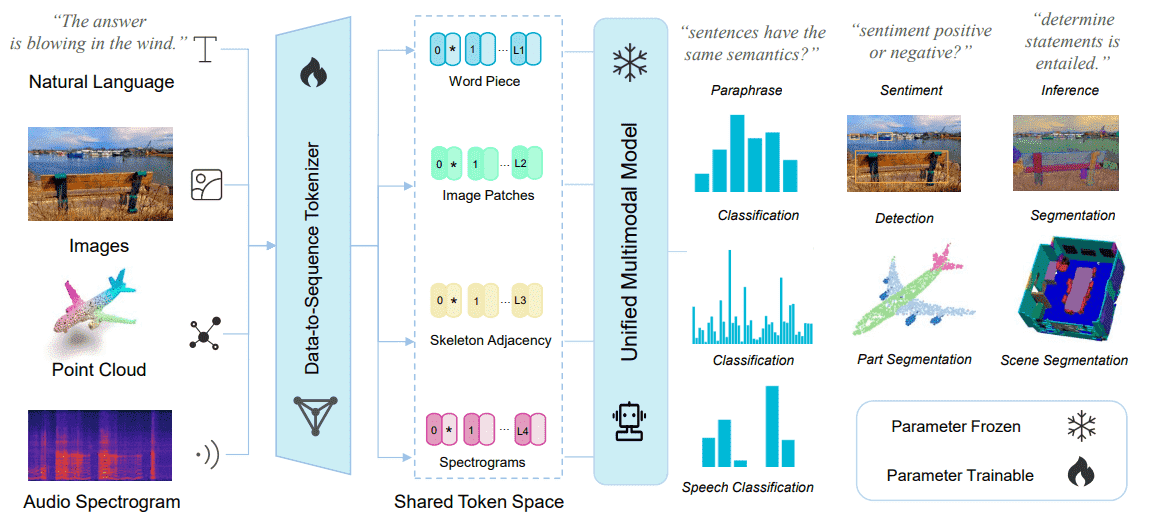 “The answer
is blowing in the wind.”
Natural Language
Images
Point Cloud
Audio Spectrogram
Data-to-Sequence Tokenizer
0 * 1 ... L1
Word Piece
0 * 1 ... L2
Image Patches
0 * 1 ... L3
Skeleton Adjacency
0 * 1 ... L4
Spectrograms
Shared Token Space
Unified Multimodal Model
“sentences have the
same semantics?”
Paraphrase
“sentiment positive
or negative?”
Sentiment
“determine
statements is
entailed.”
Inference
Classification
Detection
Segmentation
Classification
Part Segmentation
Scene Segmentation
Speech Classification
Parameter Frozen
Parameter Trainable